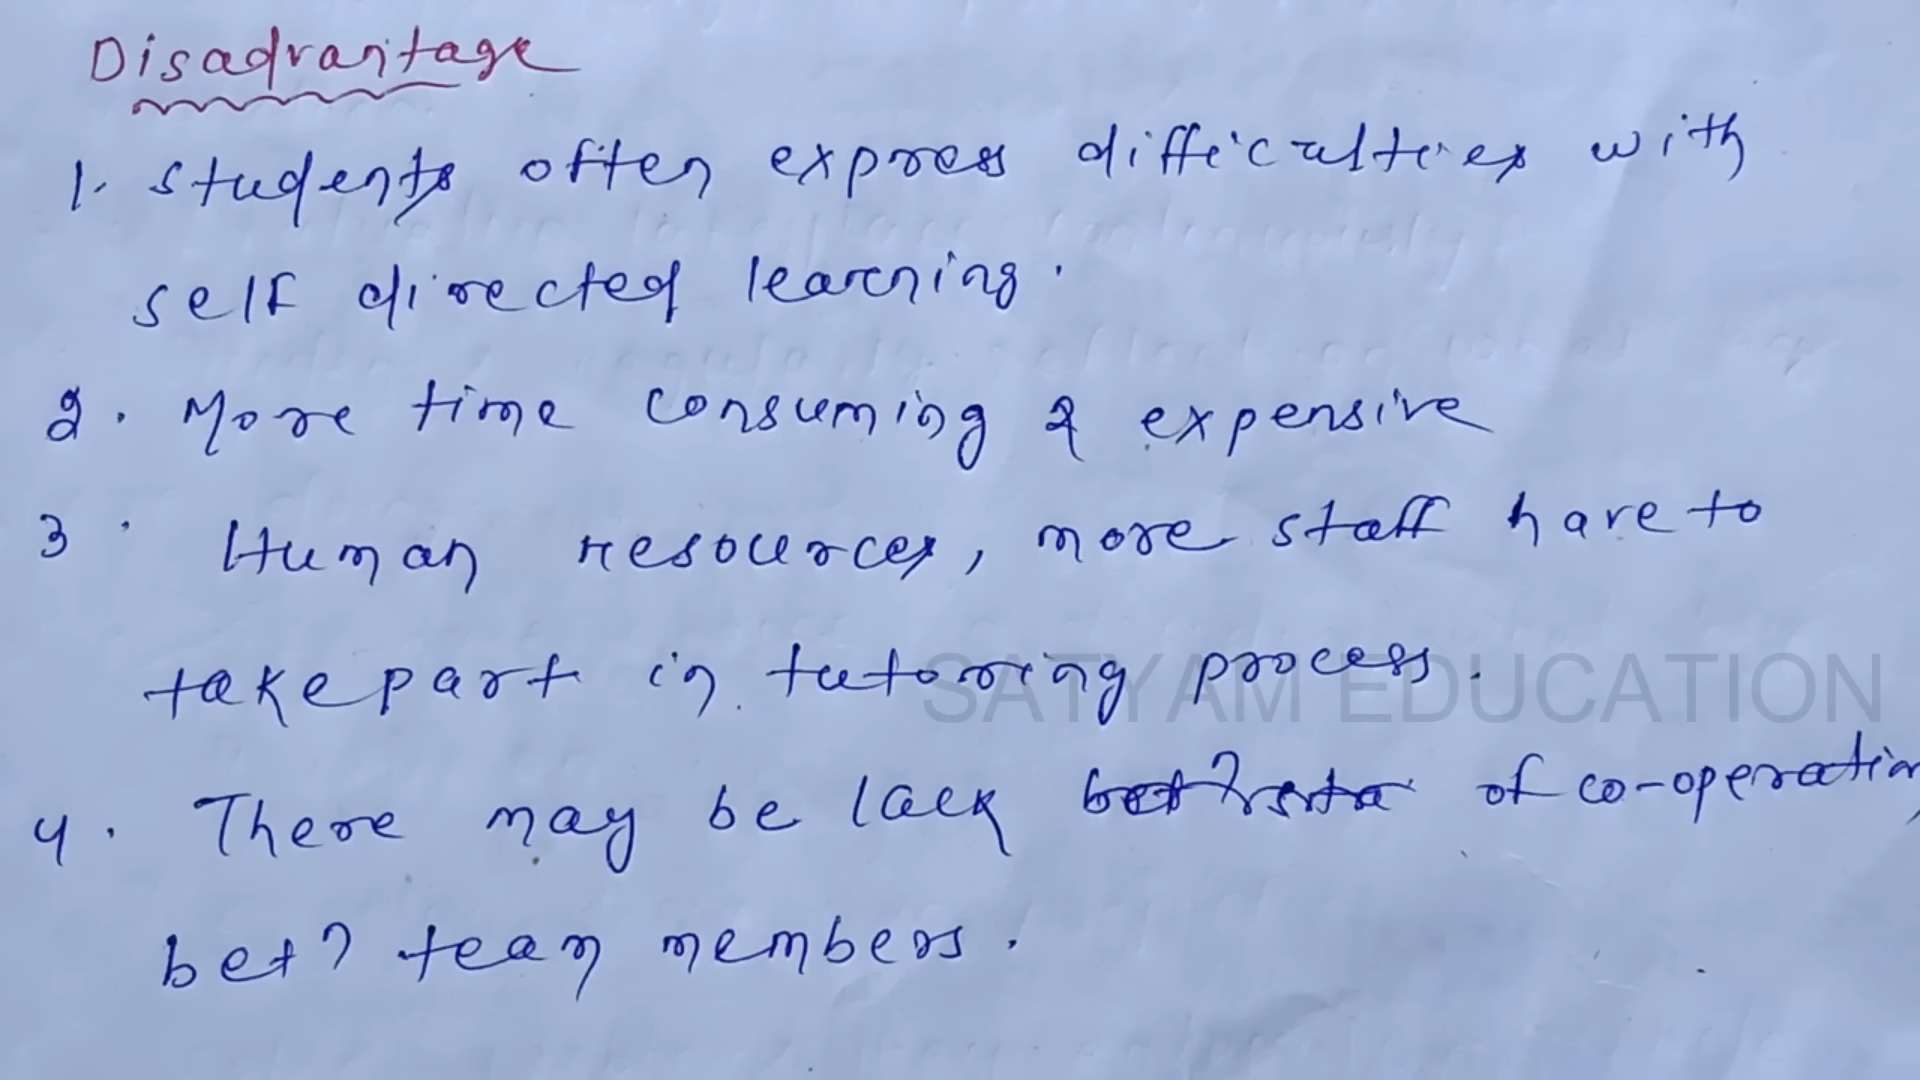 Disadvantage
1. students often express difficulties with
self directed learning.
2. More time consuming & expensive
3. Human resources, more staff have to
take part in tutoring process.
SATYAM EDUCATION
4. There may be lack of co-operation
betn team members.